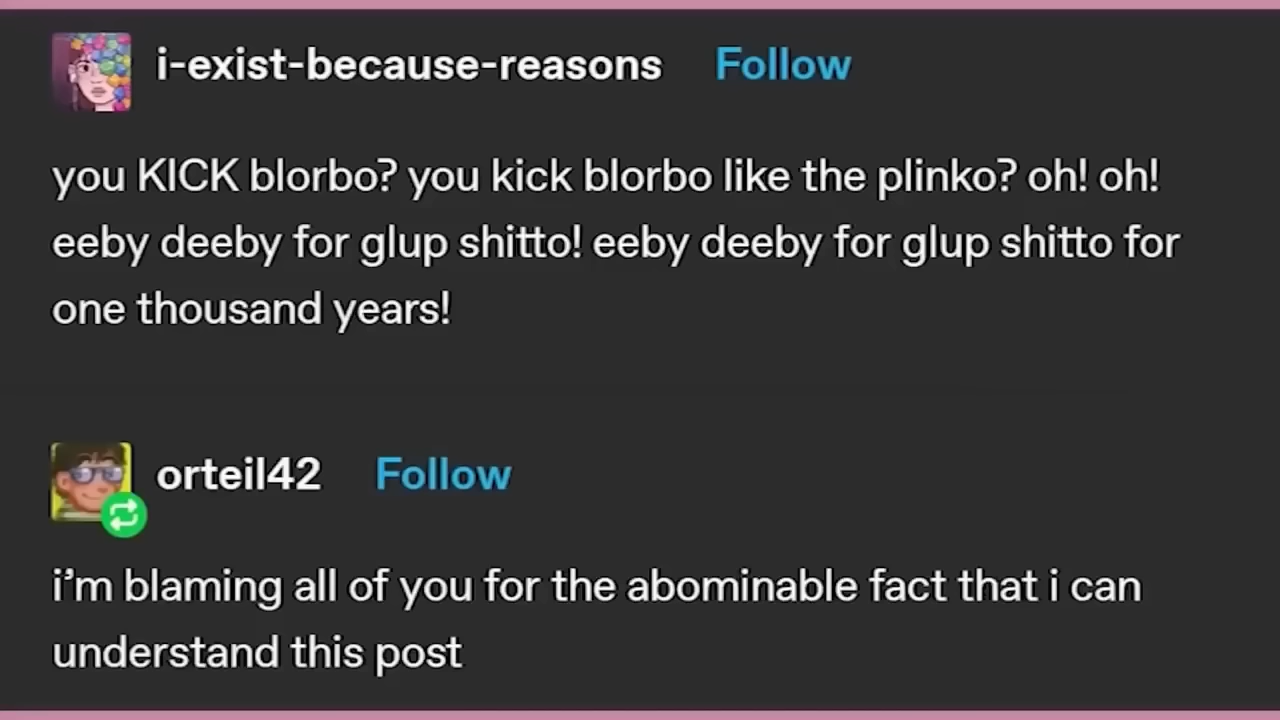 i-exist-because-reasons Follow
you KICK blorbo? you kick blorbo like the plinko? oh! oh!
eeby deeby for glup shitto! eeby deeby for glup shitto for
one thousand years!
orteil42 Follow
i’m blaming all of you for the abominable fact that i can
understand this post